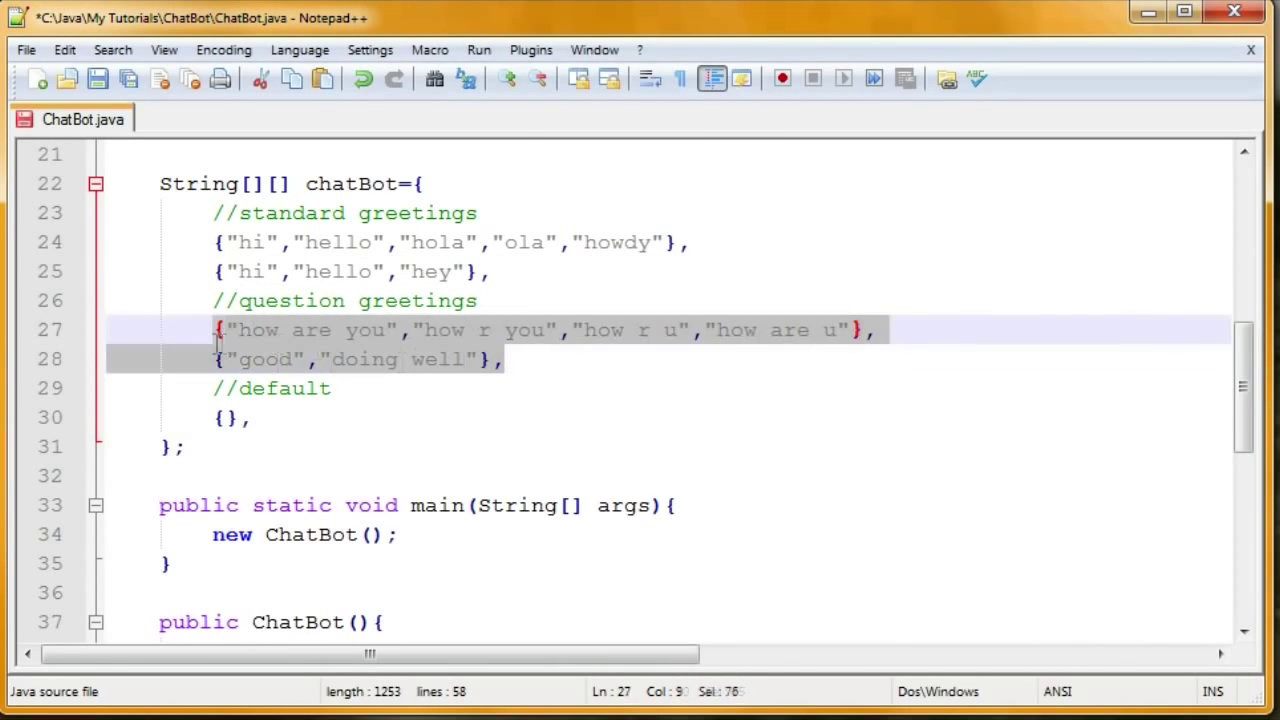 *C:\Java\My Tutorials\ChatBot\ChatBot.java - Notepad++
File Edit Search View Encoding Language Settings Macro Run Plugins Window ? X
ChatBot.java
21
22 String[][] chatBot={
23 //standard greetings
24 {"hi","hello","hola","ola","howdy"},
25 {"hi","hello","hey"},
26 //question greetings
27 {"how are you","how r you","how r u","how are u"},
28 {"good","doing well"},
29 //default
30 {},
31 };
32
33 public static void main(String[] args){
34 new ChatBot();
35 }
36
37 public ChatBot(){
Java source file length : 1253 lines : 58 Ln : 27 Col : 9 Sel : 76 Dos\Windows ANSI INS